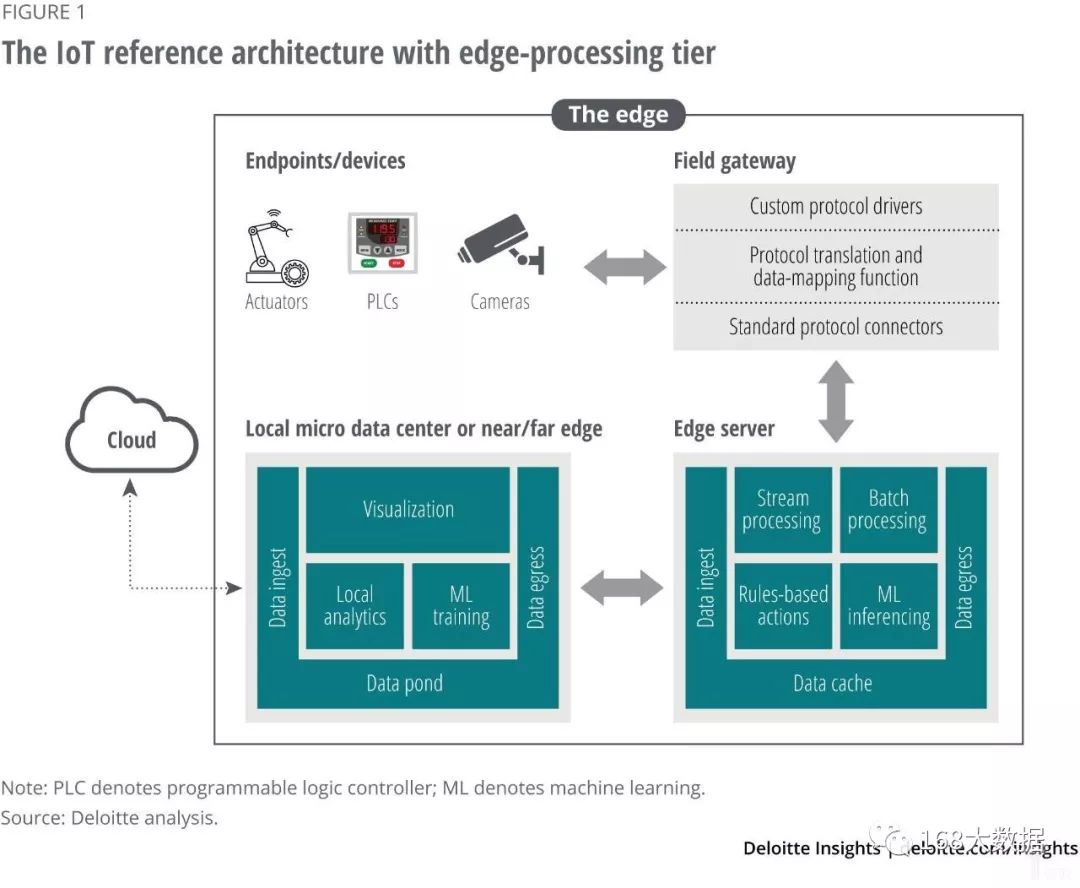 FIGURE 1
The IoT reference architecture with edge-processing tier
The edge
Endpoints/devices
Actuators
PLCs
Cameras
Field gateway
Custom protocol drivers
Protocol translation and
data-mapping function
Standard protocol connectors
Cloud
Local micro data center or near/far edge
Data ingest
Visualization
Local
analytics
ML
training
Data egress
Data pond
Edge server
Data ingest
Stream
processing
Batch
processing
Rules-based
actions
ML
inferencing
Data egress
Data cache
Note: PLC denotes programmable logic controller; ML denotes machine learning.
Source: Deloitte analysis.
Deloitte Insights | deloitte.com/insights
168大数据